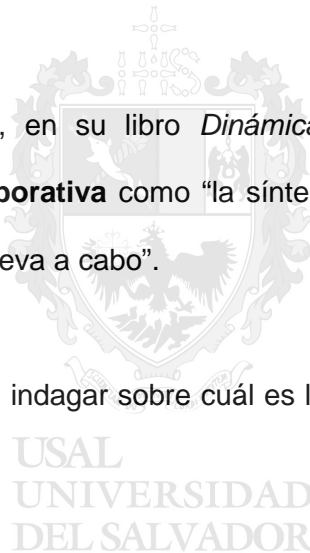 , en su libro Dinámica
porativa como “la sínte
eva a cabo”.
indagar sobre cuál es l
USAL
UNIVERSIDAD
DEL SALVADOR